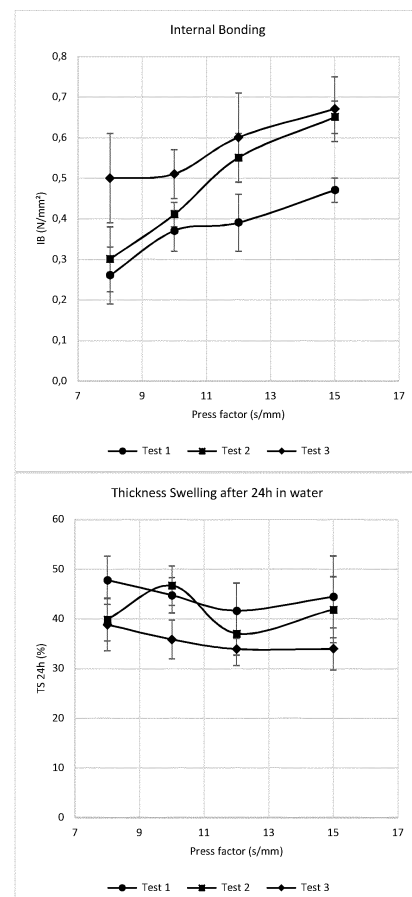 Internal Bonding
0,8
0,7
0,6
0,5
0,4
0,3
0,2
0,1
0,0
IB (N/mm²)
7 9 11 13 15 17
Press factor (s/mm)
Test 1 Test 2 Test 3
Thickness Swelling after 24h in water
60
50
40
30
20
10
0
TS 24h (%)
7 9 11 13 15 17
Press factor (s/mm)
Test 1 Test 2 Test 3